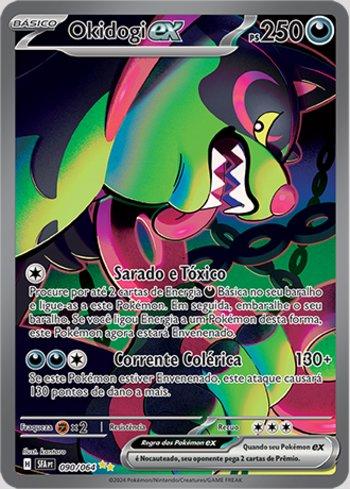 BÁSICO
Okidogi ex PS 250
Sarado e Tóxico
Procure por até 2 cartas de Energia Básica no seu baralho
e ligue-as a este Pokémon. Em seguida, embaralhe o seu
baralho. Se você ligou Energia a um Pokémon desta forma,
este Pokémon agora estará Envenenado.
Corrente Colérica 130+
Se este Pokémon estiver Envenenado, este ataque causará
130 pontos de dano a mais.
Fraqueza ×2 Resistência Recuo
Ilust. kantaro
H SFA PT 090/064
Regra dos Pokémon ex
Quando seu Pokémon ex
é Nocauteado, seu oponente pega 2 cartas de Prêmio.
©2024 Pokémon/Nintendo/Creatures/GAME FREAK